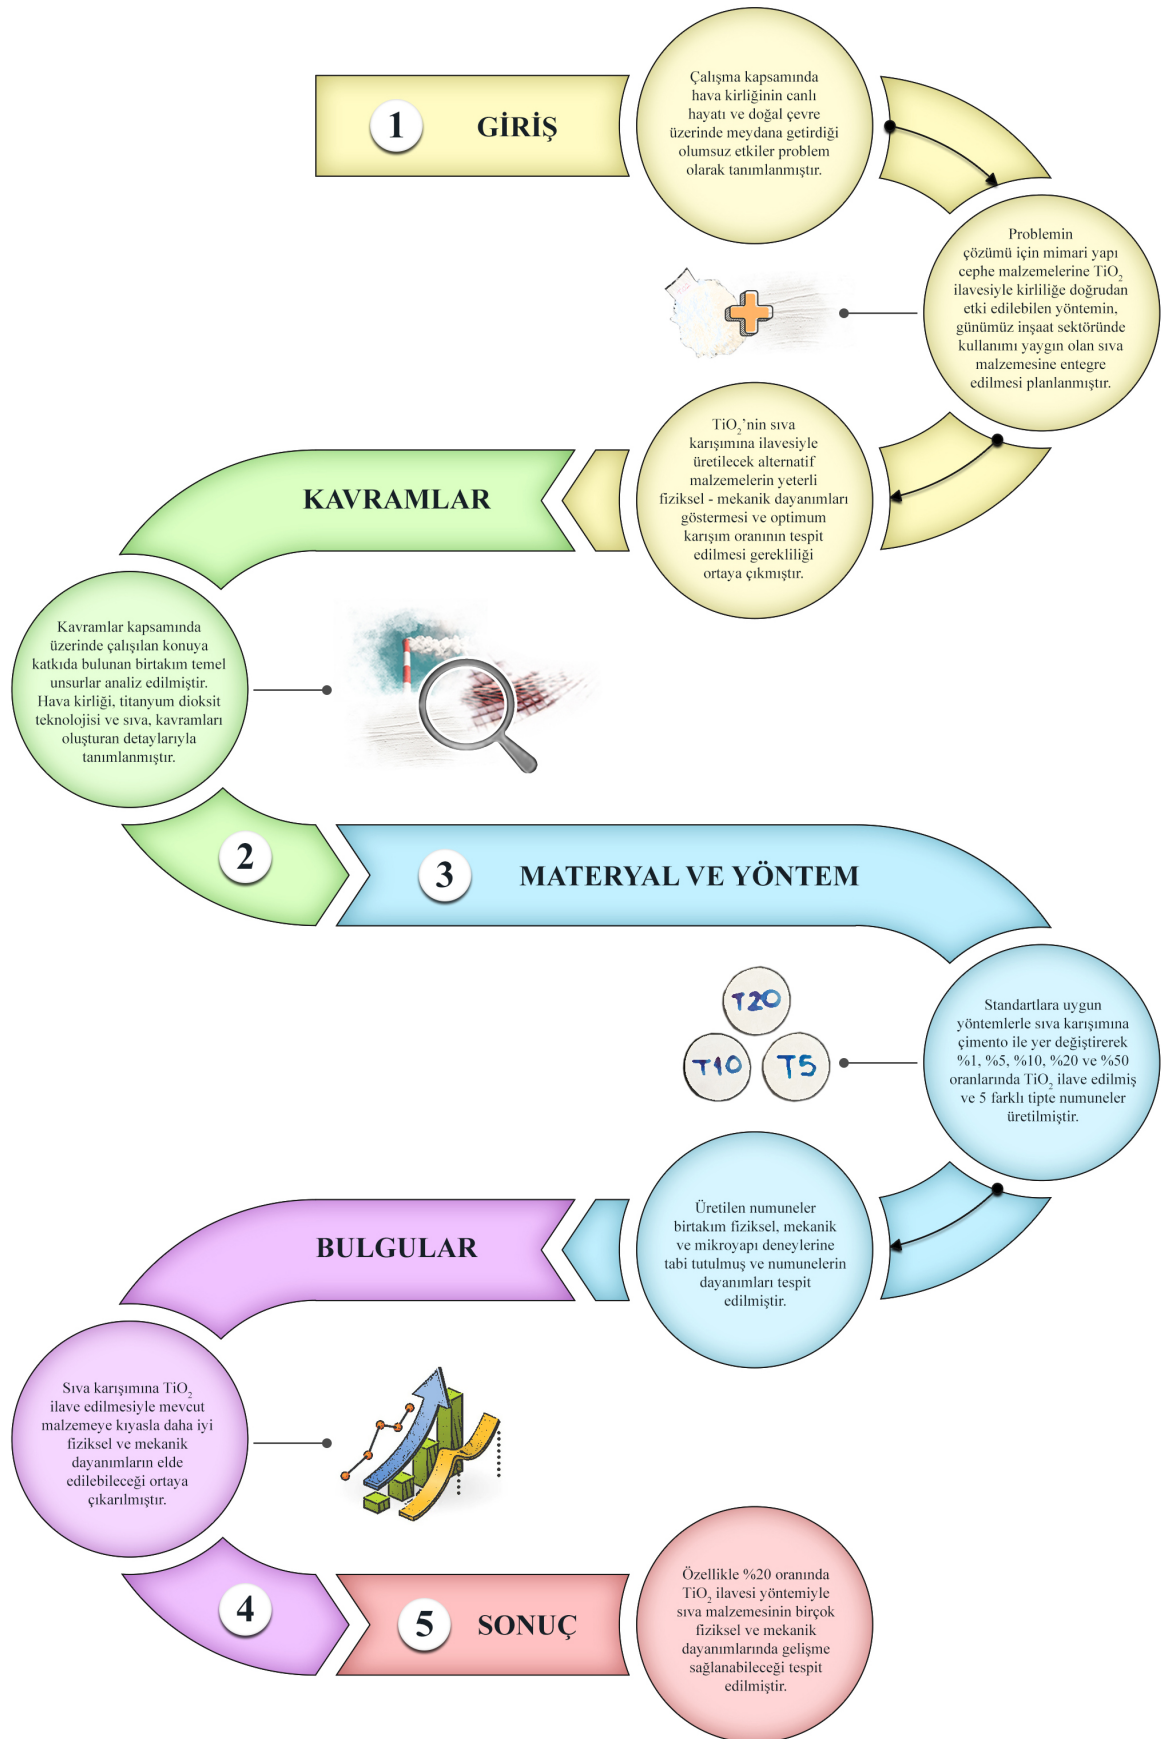 1
GİRİŞ
Çalışma kapsamında
hava kirliğinin canlı
hayatı ve doğal çevre
üzerinde meydana getirdiği
olumsuz etkiler problem
olarak tanımlanmıştır.
Problemin
çözümü için mimari yapı
cephe malzemelerine TiO₂
ilavesiyle kirliliğe doğrudan
etki edilebilen yöntemin,
günümüz inşaat sektöründe
kullanımı yaygın olan sıva
malzemesine entegre
edilmesi planlanmıştır.
TiO₂’nin sıva
karışımına ilavesiyle
üretilecek alternatif
malzemelerin yeterli
fiziksel - mekanik dayanımları
göstermesi ve optimum
karışım oranının tespit
edilmesi gerekliliği
ortaya çıkmıştır.
KAVRAMLAR
Kavramlar kapsamında
üzerinde çalışılan konuya
katkıda bulunan birtakım temel
unsurlar analiz edilmiştir.
Hava kirliği, titanyum dioksit
teknolojisi ve sıva, kavramları
oluşturan detaylarıyla
tanımlanmıştır.
2
3
MATERYAL VE YÖNTEM
Standartlara uygun
yöntemlerle sıva karışımına
çimento ile yer değiştirerek
%1, %5, %10, %20 ve %50
oranlarında TiO₂ ilave edilmiş
ve 5 farklı tipte numuneler
üretilmiştir.
T20
T10
T5
Üretilen numuneler
birtakım fiziksel, mekanik
ve mikroyapı deneylerine
tabi tutulmuş ve numunelerin
dayanımları tespit
edilmiştir.
BULGULAR
Sıva karışımına TiO₂
ilave edilmesiyle mevcut
malzemeye kıyasla daha iyi
fiziksel ve mekanik
dayanımların elde
edilebileceği ortaya
çıkarılmıştır.
4
5
SONUÇ
Özellikle %20 oranında
TiO₂ ilavesi yöntemiyle
sıva malzemesinin birçok
fiziksel ve mekanik
dayanımlarında gelişme
sağlanabileceği tespit
edilmiştir.